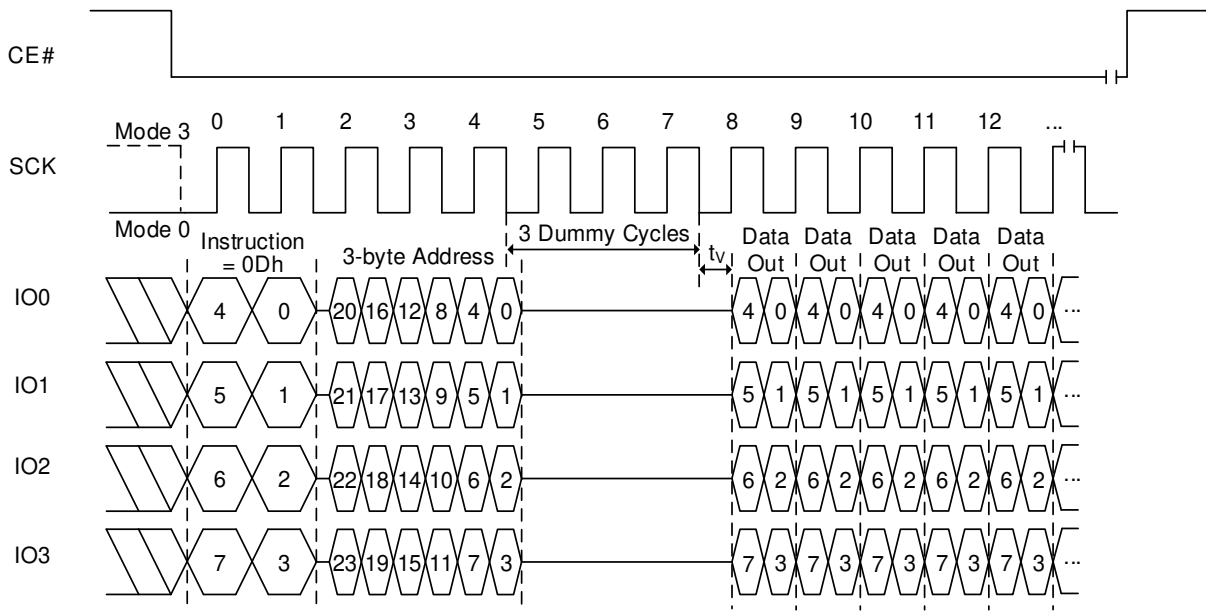 CE#
Mode 3
0 1 2 3 4 5 6 7 8 9 10 11 12 ...
SCK
Mode 0
Instruction
= 0Dh
3-byte Address
3 Dummy Cycles
tV
Data
Out
Data
Out
Data
Out
Data
Out
Data
Out
IO0
4 0 20 16 12 8 4 0 4 0 4 0 4 0 4 0 4 0 ...
IO1
5 1 21 17 13 9 5 1 5 1 5 1 5 1 5 1 5 1 ...
IO2
6 2 22 18 14 10 6 2 6 2 6 2 6 2 6 2 6 2 ...
IO3
7 3 23 19 15 11 7 3 7 3 7 3 7 3 7 3 7 3 ...